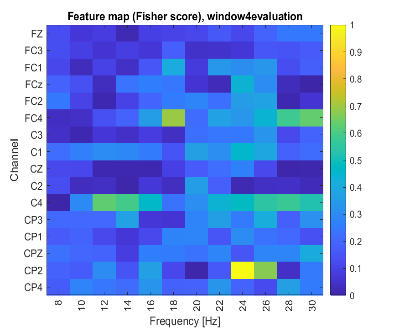 Feature map (Fisher score), window4evaluation
Channel
FZ
FC3
FC1
FCz
FC2
FC4
C3
C1
CZ
C2
C4
CP3
CP1
CPZ
CP2
CP4
8 10 12 14 16 18 20 22 24 26 28 30
Frequency [Hz]
1
0.9
0.8
0.7
0.6
0.5
0.4
0.3
0.2
0.1
0